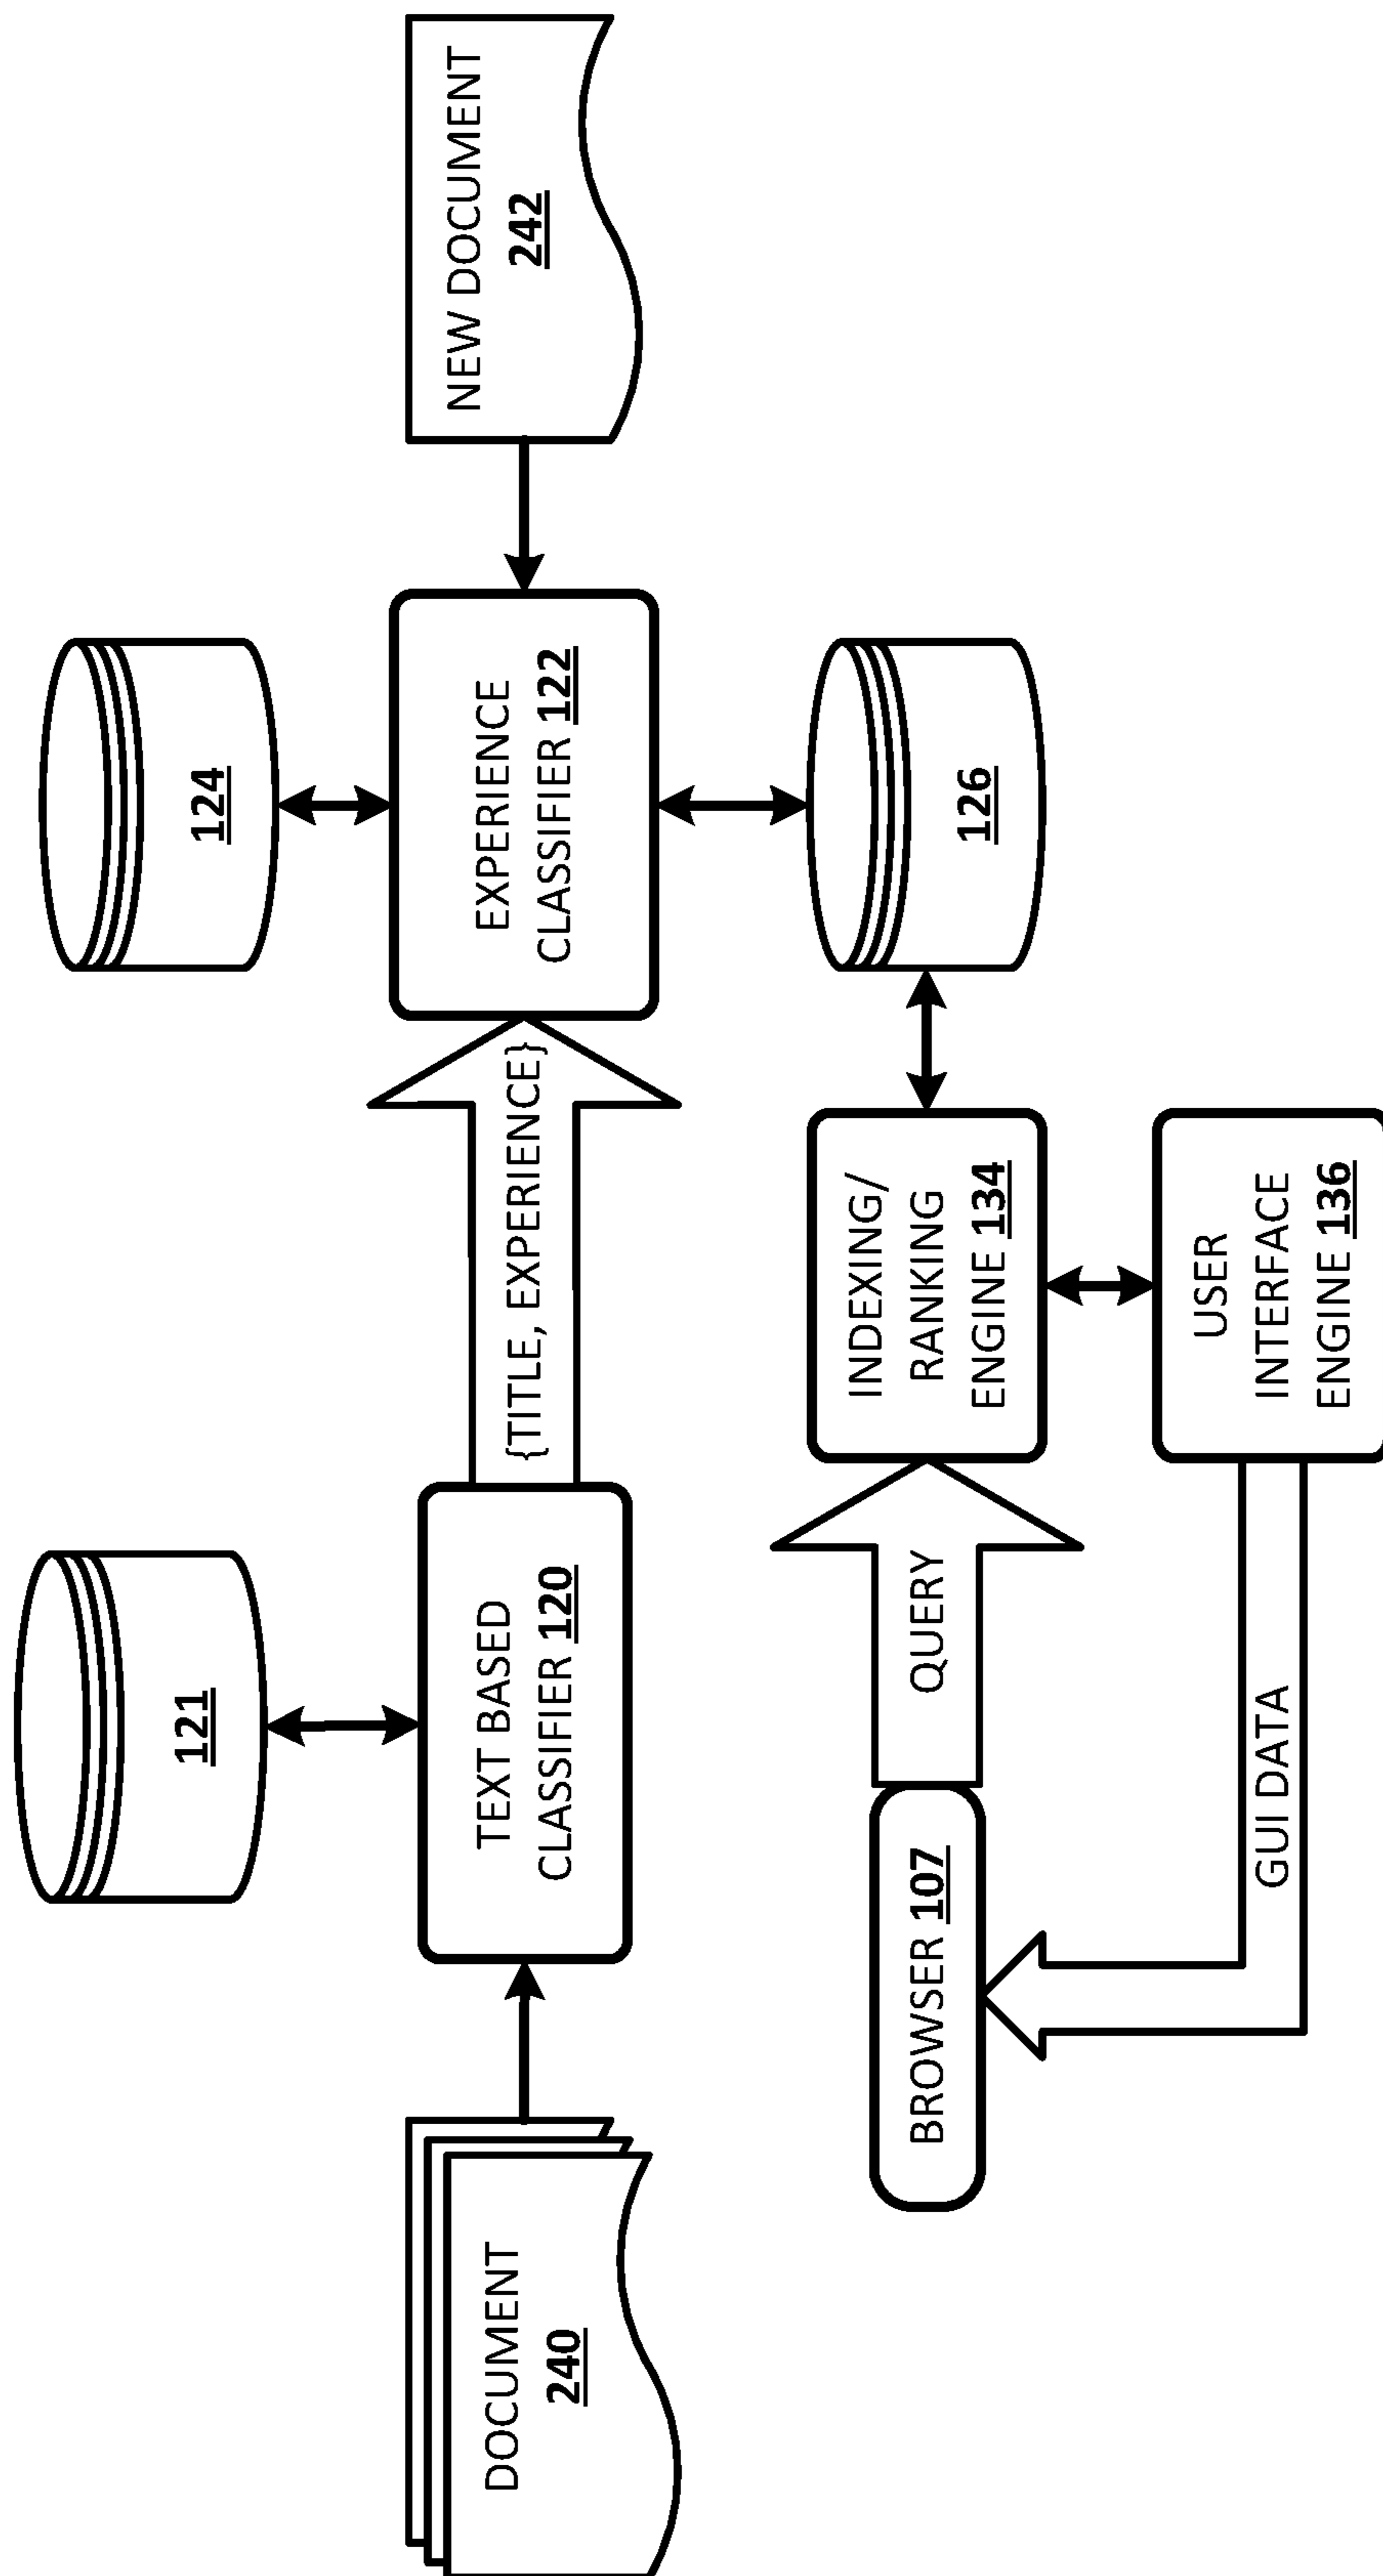 121
124
DOCUMENT
240
TEXT BASED
CLASSIFIER 120
{TITLE, EXPERIENCE}
EXPERIENCE
CLASSIFIER 122
NEW DOCUMENT
242
BROWSER 107
QUERY
INDEXING/
RANKING
ENGINE 134
126
GUI DATA
USER
INTERFACE
ENGINE 136